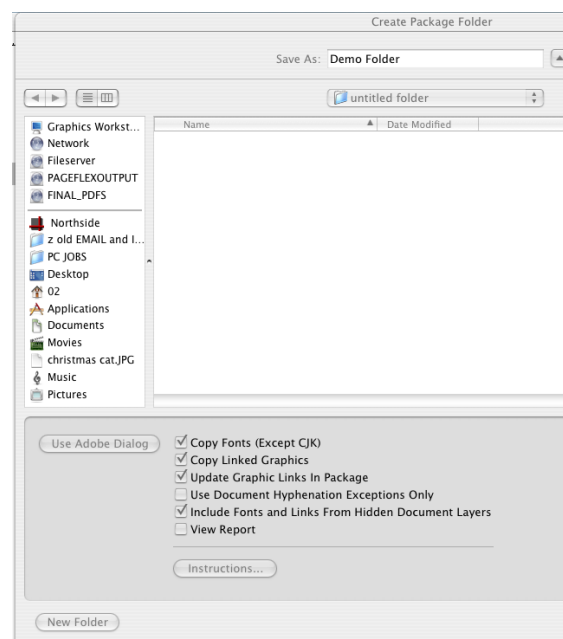 Create Package Folder
Save As: Demo Folder
untitled folder
Name Date Modified
Graphics Workst...
Network
Fileserver
PAGEFLEXOUTPUT
FINAL_PDFS
Northside
z old EMAIL and I...
PC JOBS
Desktop
02
Applications
Documents
Movies
christmas cat.JPG
Music
Pictures
Use Adobe Dialog
Copy Fonts (Except CJK)
Copy Linked Graphics
Update Graphic Links In Package
Use Document Hyphenation Exceptions Only
Include Fonts and Links From Hidden Document Layers
View Report
Instructions...
New Folder